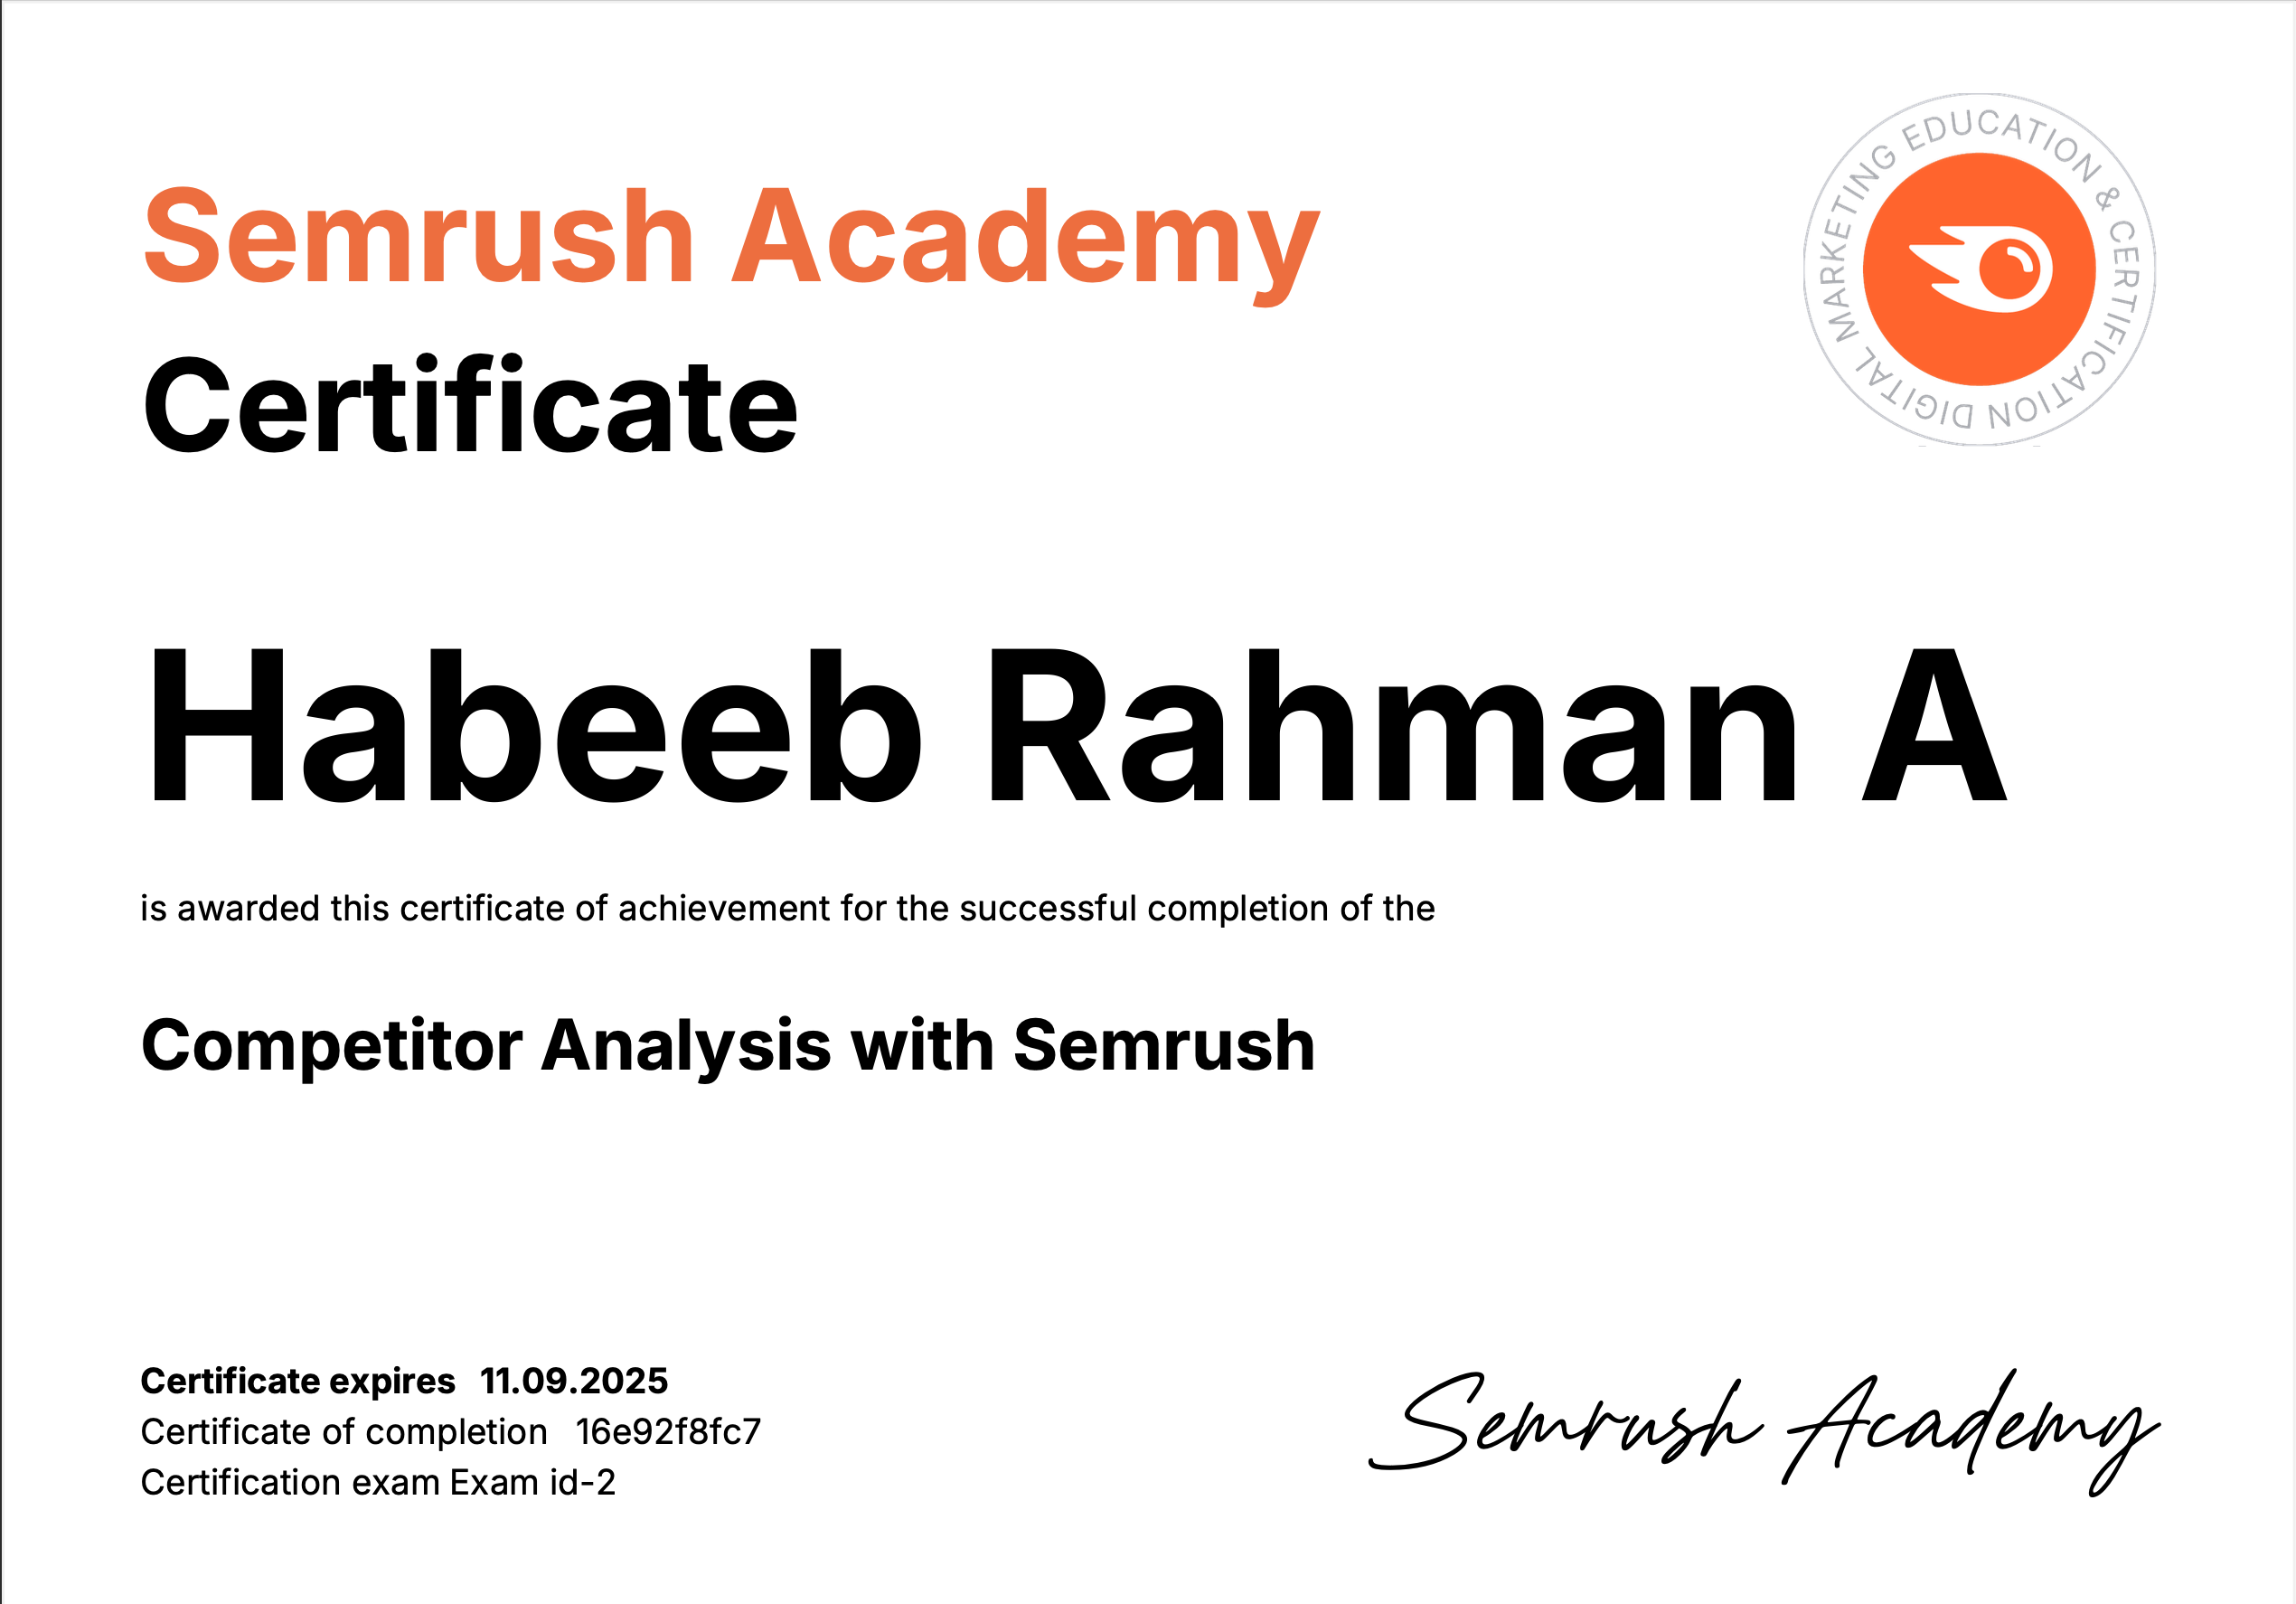 Semrush Academy
Certificate
DIGITAL MARKETING EDUCATION & CERTIFICATION
Habeeb Rahman A
is awarded this certificate of achievement for the successful completion of the
Competitor Analysis with Semrush
Certificate expires 11.09.2025
Certificate of completion 16e92f8fc7
Certification exam Exam id-2
Semrush Academy